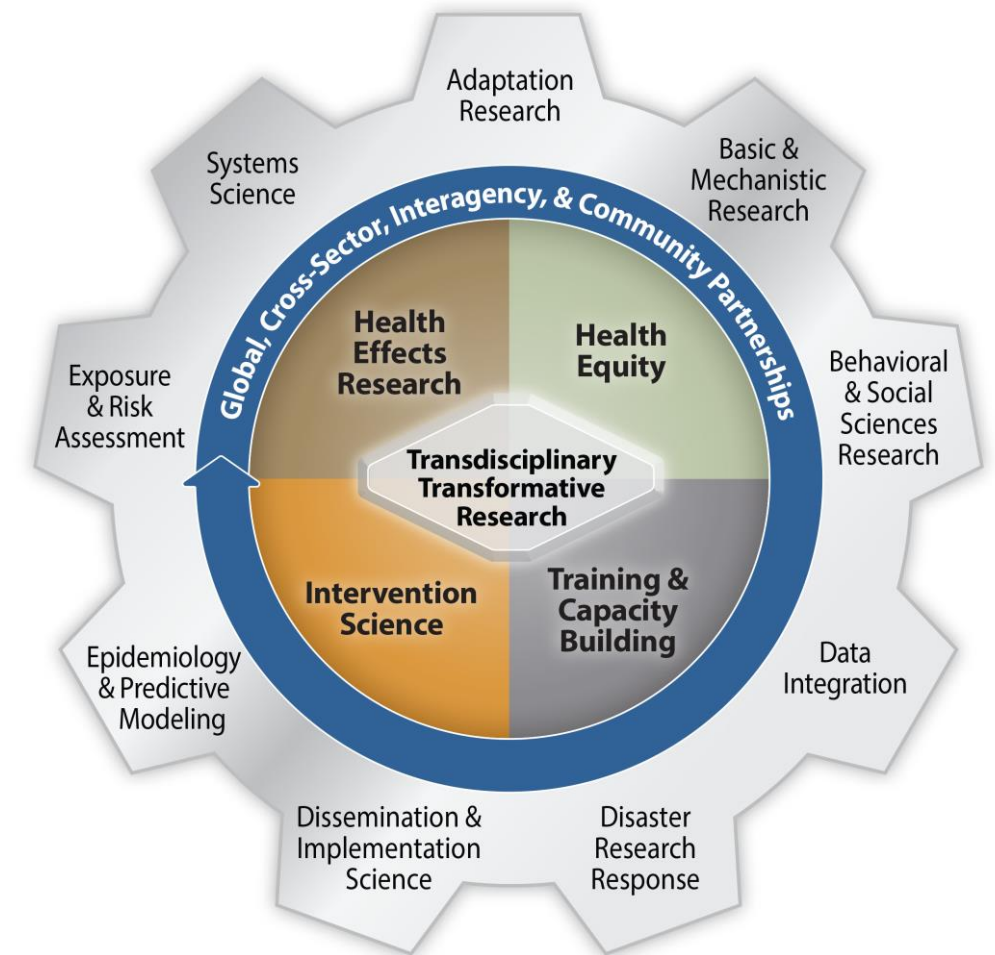 Adaptation
Research
Basic &
Mechanistic
Research
Behavioral
& Social
Sciences
Research
Data
Integration
Disaster
Research
Response
Dissemination &
Implementation
Science
Epidemiology
& Predictive
Modeling
Exposure
& Risk
Assessment
Systems
Science
Global, Cross-Sector, Interagency, & Community Partnerships
Health
Effects
Research
Health
Equity
Transdisciplinary
Transformative
Research
Intervention
Science
Training &
Capacity
Building